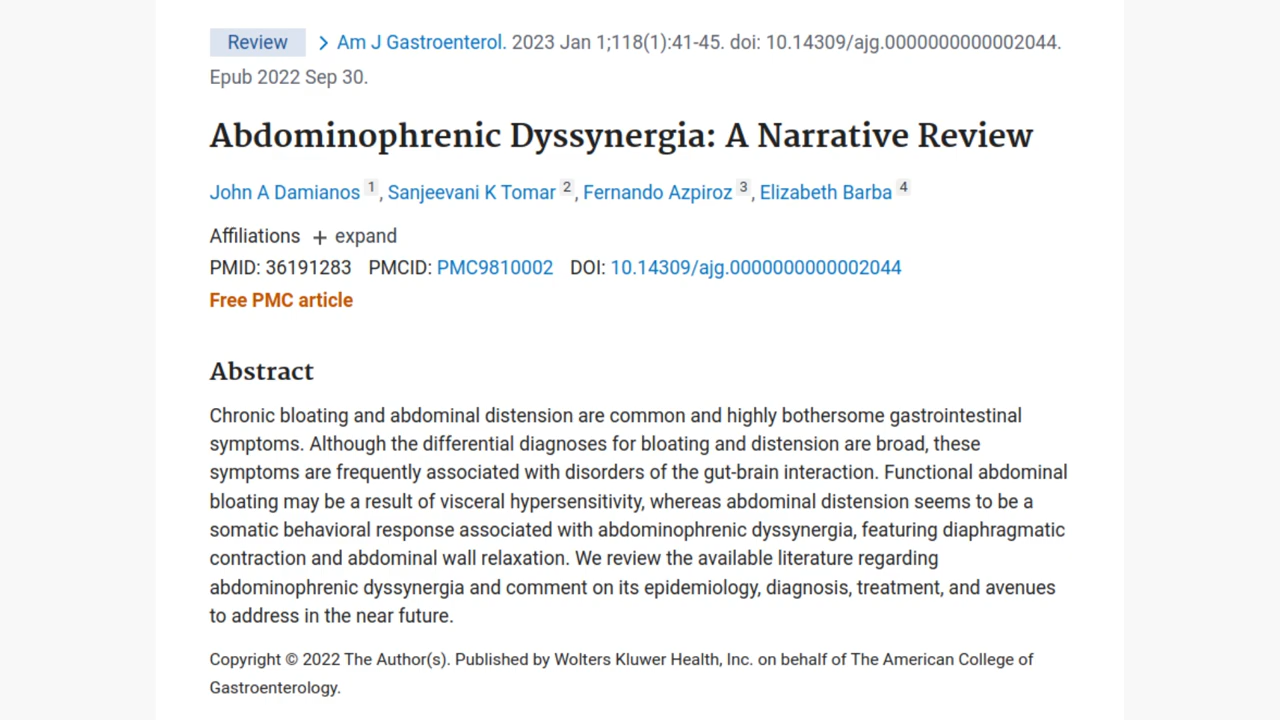 Review > Am J Gastroenterol. 2023 Jan 1;118(1):41-45. doi: 10.14309/ajg.0000000000002044.
Epub 2022 Sep 30.
Abdominophrenic Dyssynergia: A Narrative Review
John A Damianos 1, Sanjeevani K Tomar 2, Fernando Azpiroz 3, Elizabeth Barba 4
Affiliations + expand
PMID: 36191283 PMCID: PMC9810002 DOI: 10.14309/ajg.0000000000002044
Free PMC article
Abstract
Chronic bloating and abdominal distension are common and highly bothersome gastrointestinal
symptoms. Although the differential diagnoses for bloating and distension are broad, these
symptoms are frequently associated with disorders of the gut-brain interaction. Functional abdominal
bloating may be a result of visceral hypersensitivity, whereas abdominal distension seems to be a
somatic behavioral response associated with abdominophrenic dyssynergia, featuring diaphragmatic
contraction and abdominal wall relaxation. We review the available literature regarding
abdominophrenic dyssynergia and comment on its epidemiology, diagnosis, treatment, and avenues
to address in the near future.
Copyright © 2022 The Author(s). Published by Wolters Kluwer Health, Inc. on behalf of The American College of
Gastroenterology.